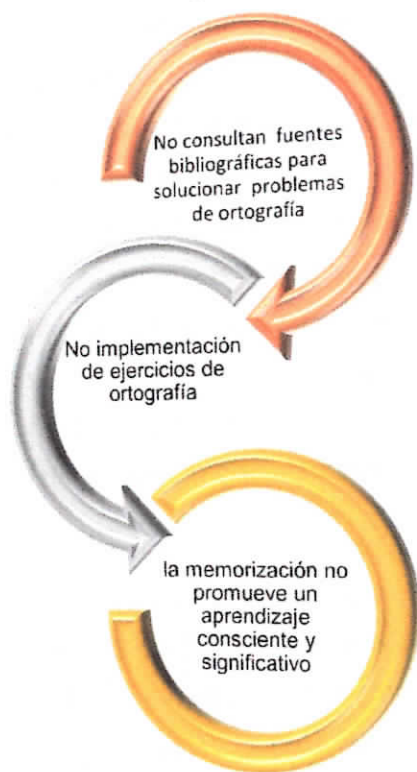 No consultan fuentes
bibliográficas para
solucionar problemas
de ortografía
No implementación
de ejercicios de
ortografía
la memorización no
promueve un
aprendizaje
consciente y
significativo